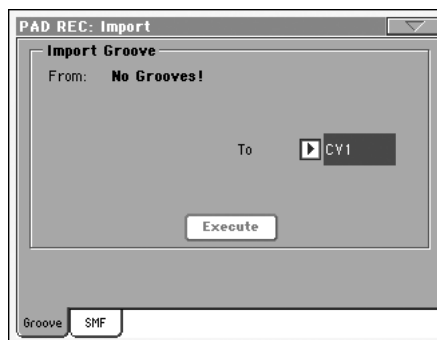 PAD REC: Import
Import Groove
From: No Grooves!
To CV1
Execute
Groove SMF